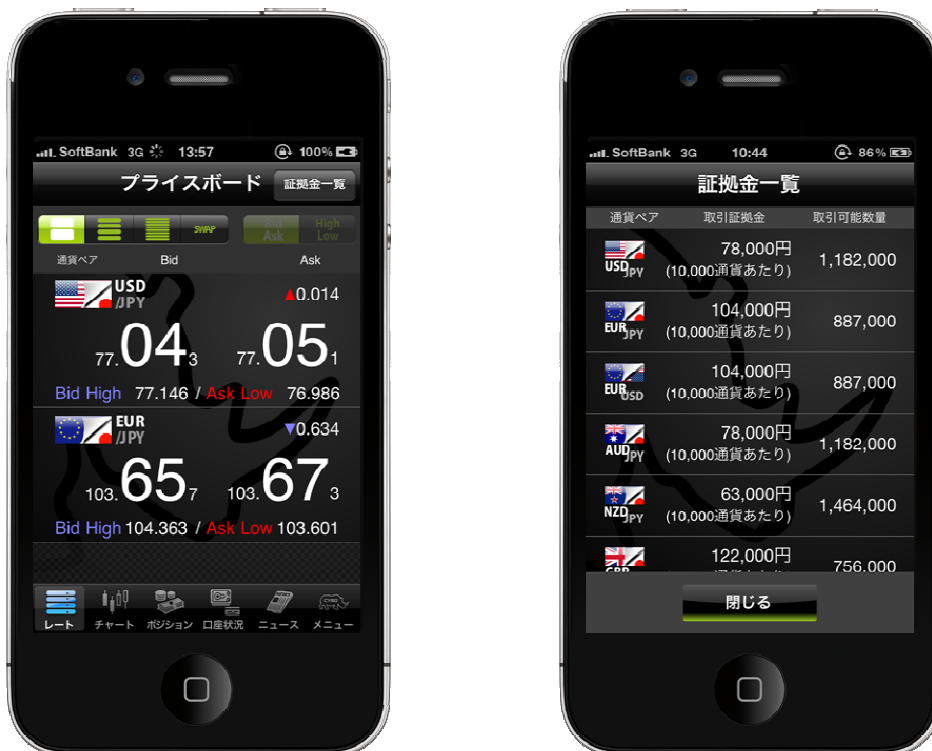 SoftBank 3G 13:57 100%
プライスボード 証拠金一覧
SWAP Bid Ask High Low
通貨ペア Bid Ask
USD /JPY ▲0.014
77.043 77.051
Bid High 77.146 / Ask Low 76.986
EUR /JPY ▼0.634
103.657 103.673
Bid High 104.363 / Ask Low 103.601
レート チャート ポジション 口座状況 ニュース メニュー
SoftBank 3G 10:44 86%
証拠金一覧
通貨ペア 取引証拠金 取引可能数量
USD JPY 78,000円 1,182,000
(10,000通貨あたり)
EUR JPY 104,000円 887,000
(10,000通貨あたり)
EUR USD 104,000円 887,000
(10,000通貨あたり)
AUD JPY 78,000円 1,182,000
(10,000通貨あたり)
NZD JPY 63,000円 1,464,000
(10,000通貨あたり)
GBP 122,000円 756,000
閉じる